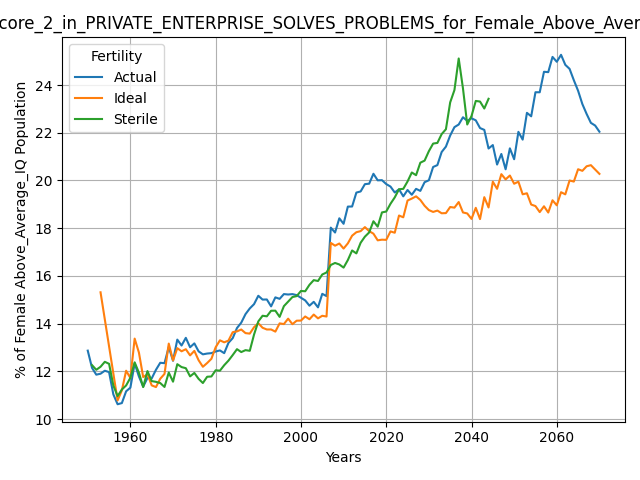 core_2_in_PRIVATE_ENTERPRISE_SOLVES_PROBLEMS_for_Female_Above_Aver
Fertility
Actual
Ideal
Sterile
% of Female Above_Average_IQ Population
24
22
20
18
16
14
12
10
1960 1980 2000 2020 2040 2060
Years